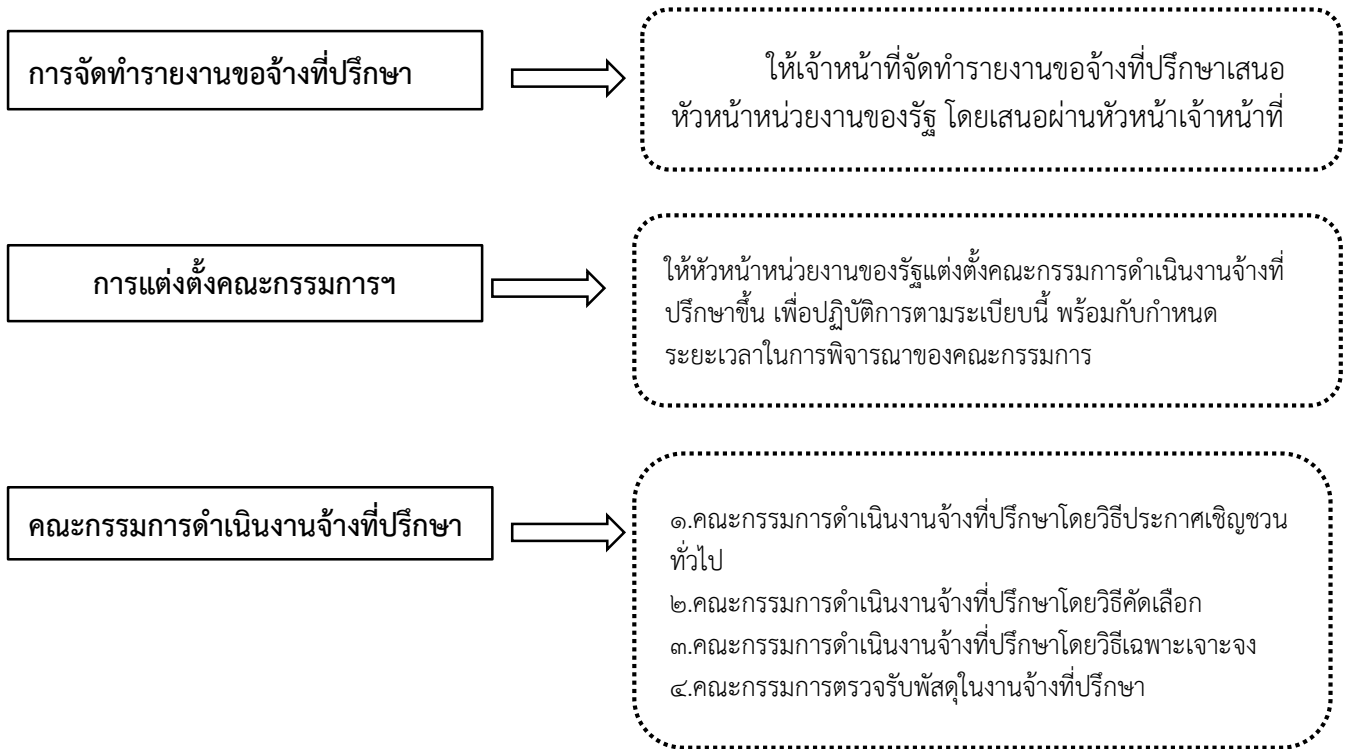 การจัดทำรายงานขอจ้างที่ปรึกษา
ให้เจ้าหน้าที่จัดทำรายงานขอจ้างที่ปรึกษาเสนอ
หัวหน้าหน่วยงานของรัฐ โดยเสนอผ่านหัวหน้าเจ้าหน้าที่
การแต่งตั้งคณะกรรมการฯ
ให้หัวหน้าหน่วยงานของรัฐแต่งตั้งคณะกรรมการดำเนินงานจ้างที่
ปรึกษาขึ้น เพื่อปฏิบัติการตามระเบียบนี้ พร้อมกับกำหนด
ระยะเวลาในการพิจารณาของคณะกรรมการ
คณะกรรมการดำเนินงานจ้างที่ปรึกษา
๑.คณะกรรมการดำเนินงานจ้างที่ปรึกษาโดยวิธีประกาศเชิญชวน
ทั่วไป
๒.คณะกรรมการดำเนินงานจ้างที่ปรึกษาโดยวิธีคัดเลือก
๓.คณะกรรมการดำเนินงานจ้างที่ปรึกษาโดยวิธีเฉพาะเจาะจง
๔.คณะกรรมการตรวจรับพัสดุในงานจ้างที่ปรึกษา